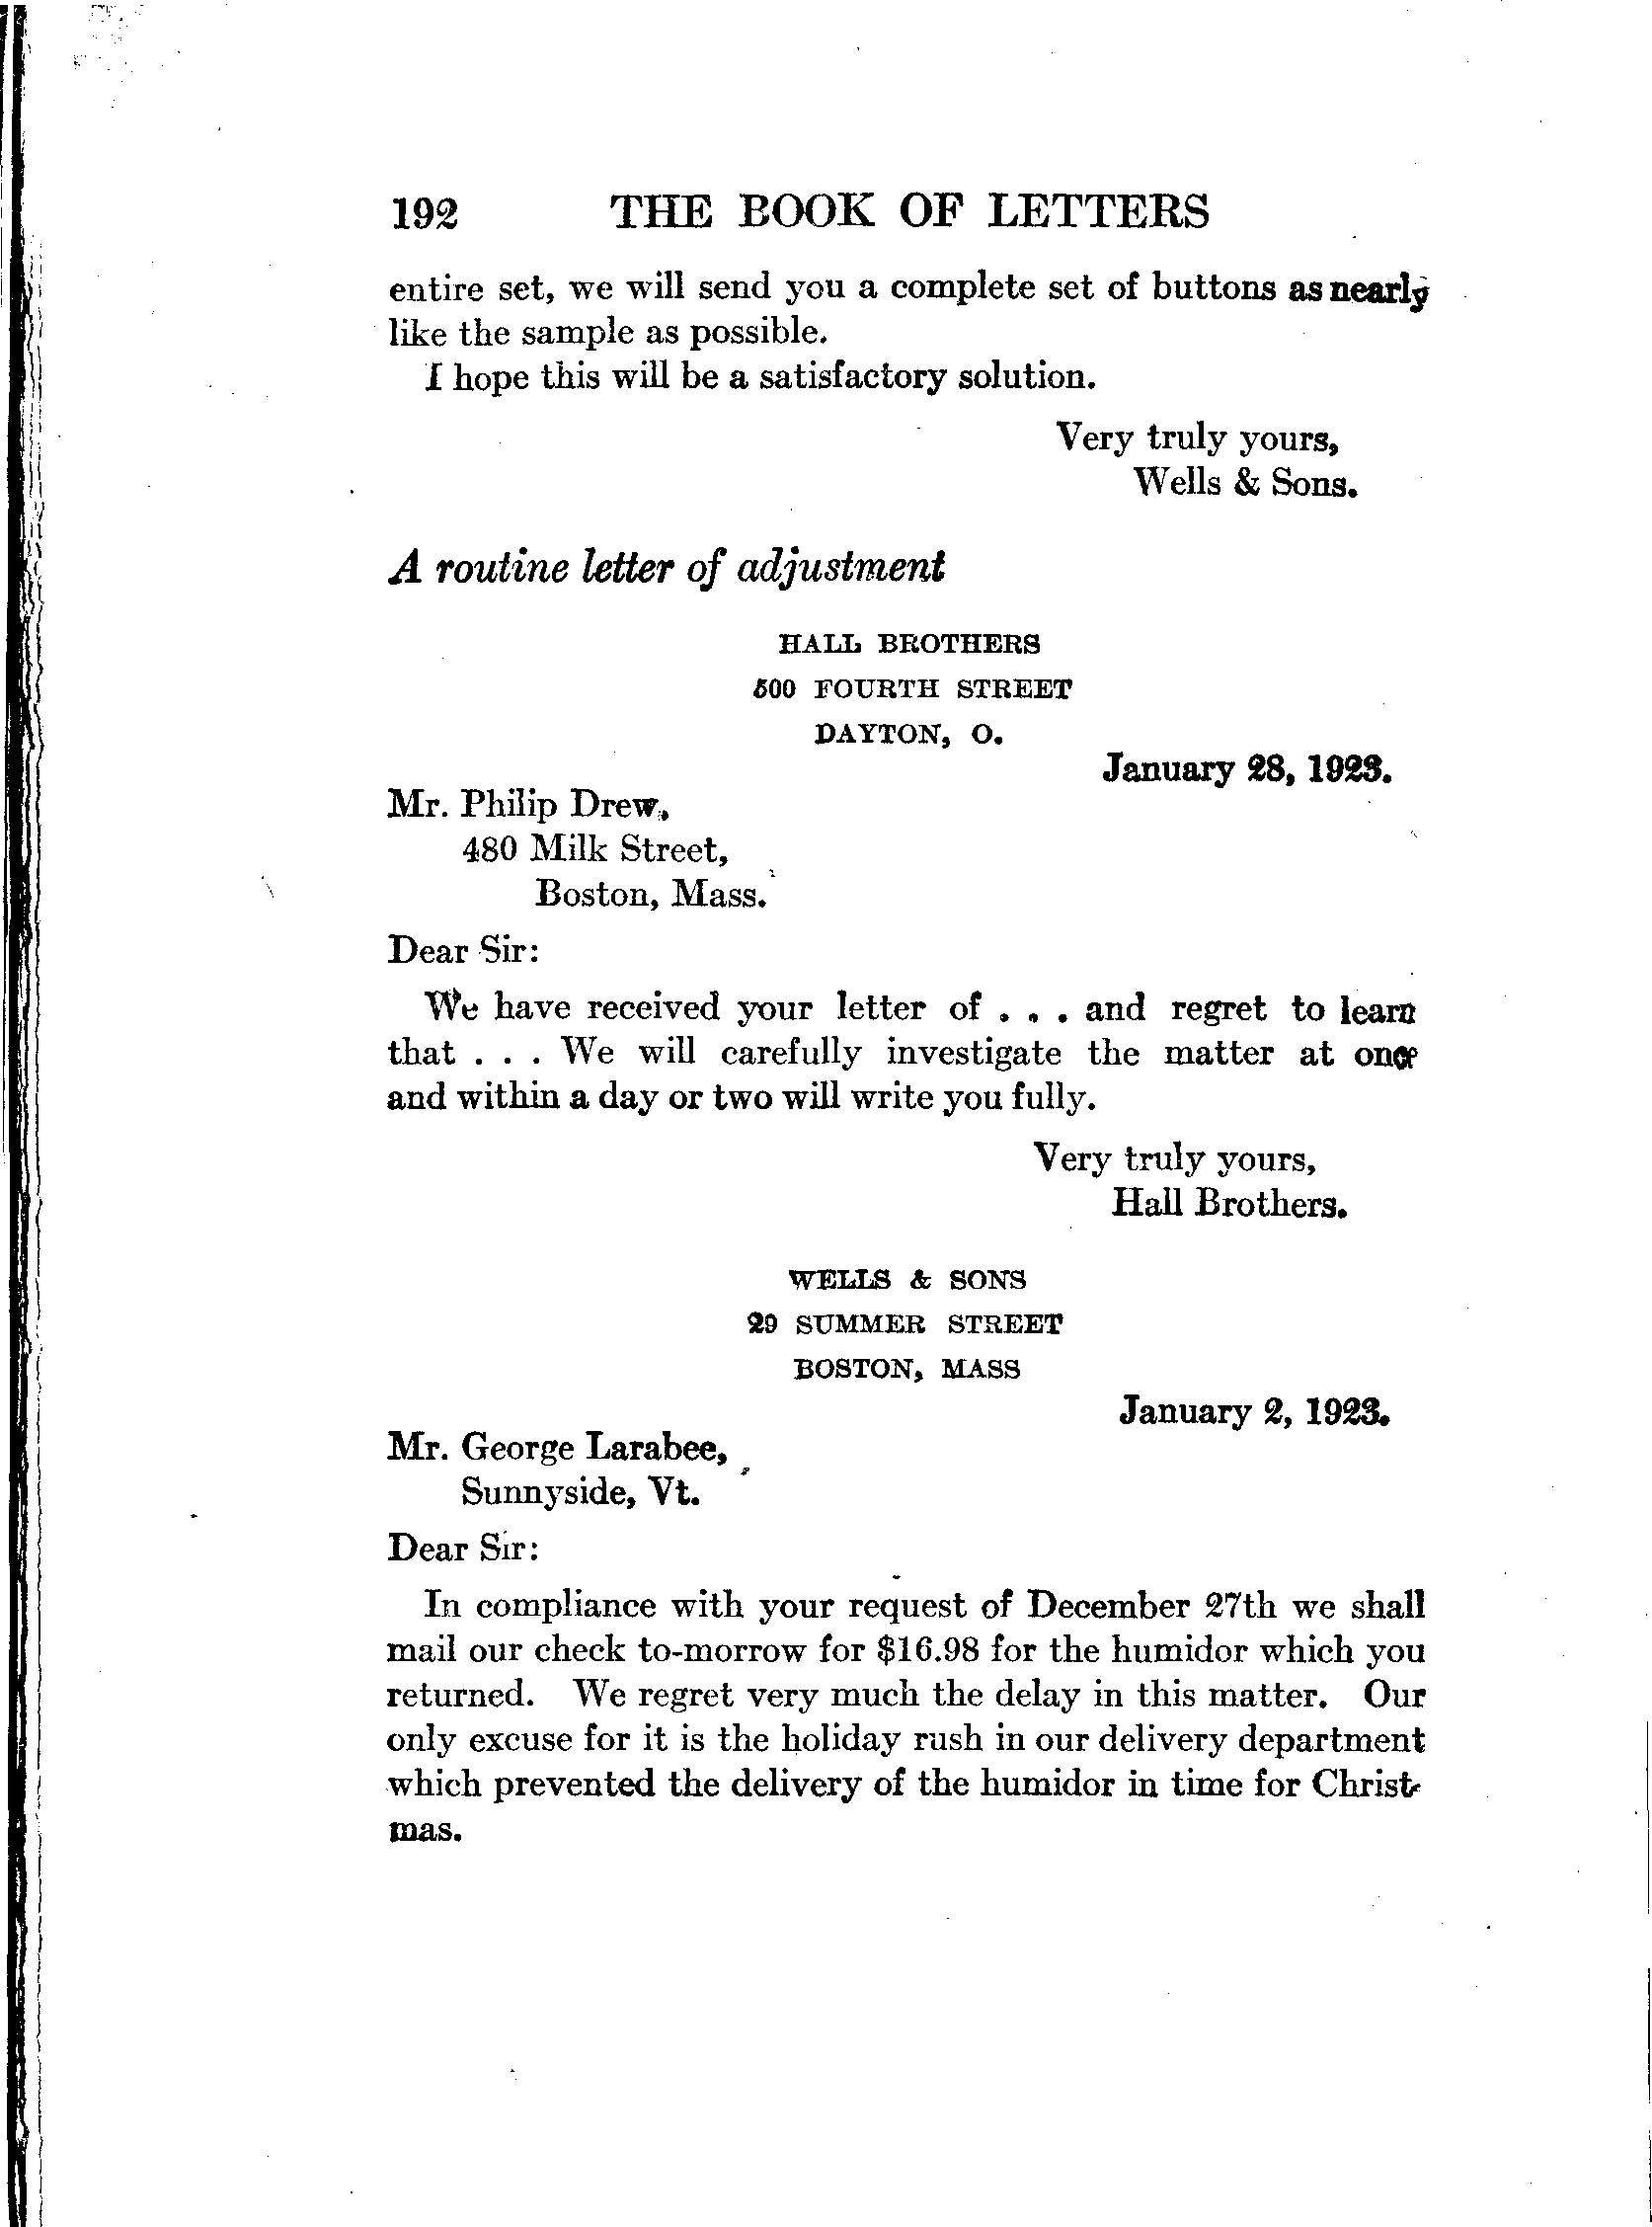 192 THE BOOK OF LETTERS
entire set, we will send you a complete set of buttons as nearly
like the sample as possible.
I hope this will be a satisfactory solution.
Very truly yours,
Wells & Sons.
A routine letter of adjustment
HALL BROTHERS
500 FOURTH STREET
DAYTON, O.
January 28, 1923.
Mr. Philip Drew,
480 Milk Street,
Boston, Mass.
Dear Sir:
We have received your letter of . . . and regret to learn
that . . . We will carefully investigate the matter at once
and within a day or two will write you fully.
Very truly yours,
Hall Brothers.
WELLS & SONS
29 SUMMER STREET
BOSTON, MASS
January 2, 1923.
Mr. George Larabee,
Sunnyside, Vt.
Dear Sir:
In compliance with your request of December 27th we shall
mail our check to-morrow for $16.98 for the humidor which you
returned. We regret very much the delay in this matter. Our
only excuse for it is the holiday rush in our delivery department
which prevented the delivery of the humidor in time for Christ-
mas.